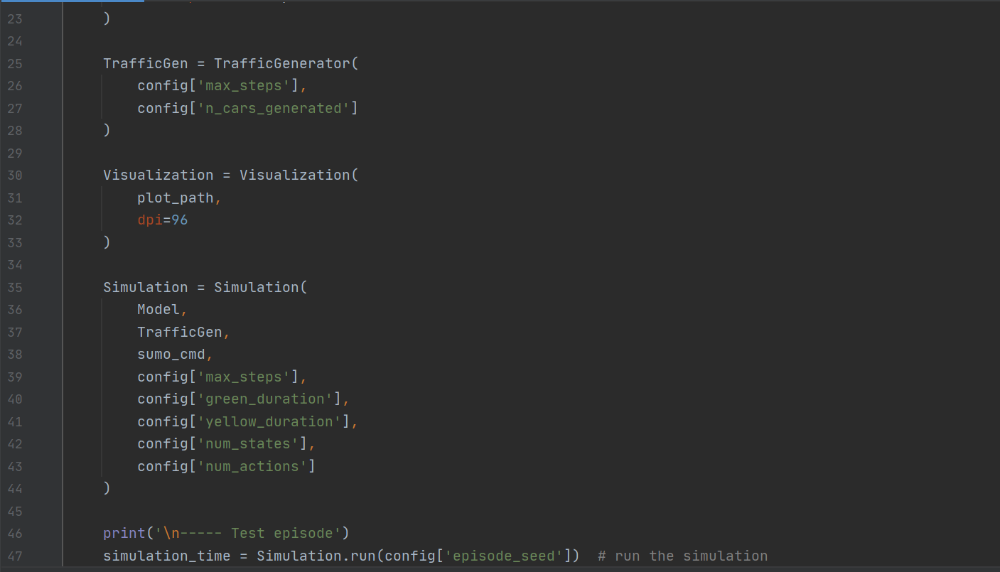 23 )
24
25 TrafficGen = TrafficGenerator(
26 config['max_steps'],
27 config['n_cars_generated']
28 )
29
30 Visualization = Visualization(
31 plot_path,
32 dpi=96
33 )
34
35 Simulation = Simulation(
36 Model,
37 TrafficGen,
38 sumo_cmd,
39 config['max_steps'],
40 config['green_duration'],
41 config['yellow_duration'],
42 config['num_states'],
43 config['num_actions']
44 )
45
46 print('\n----- Test episode')
47 simulation_time = Simulation.run(config['episode_seed'])  # run the simulation